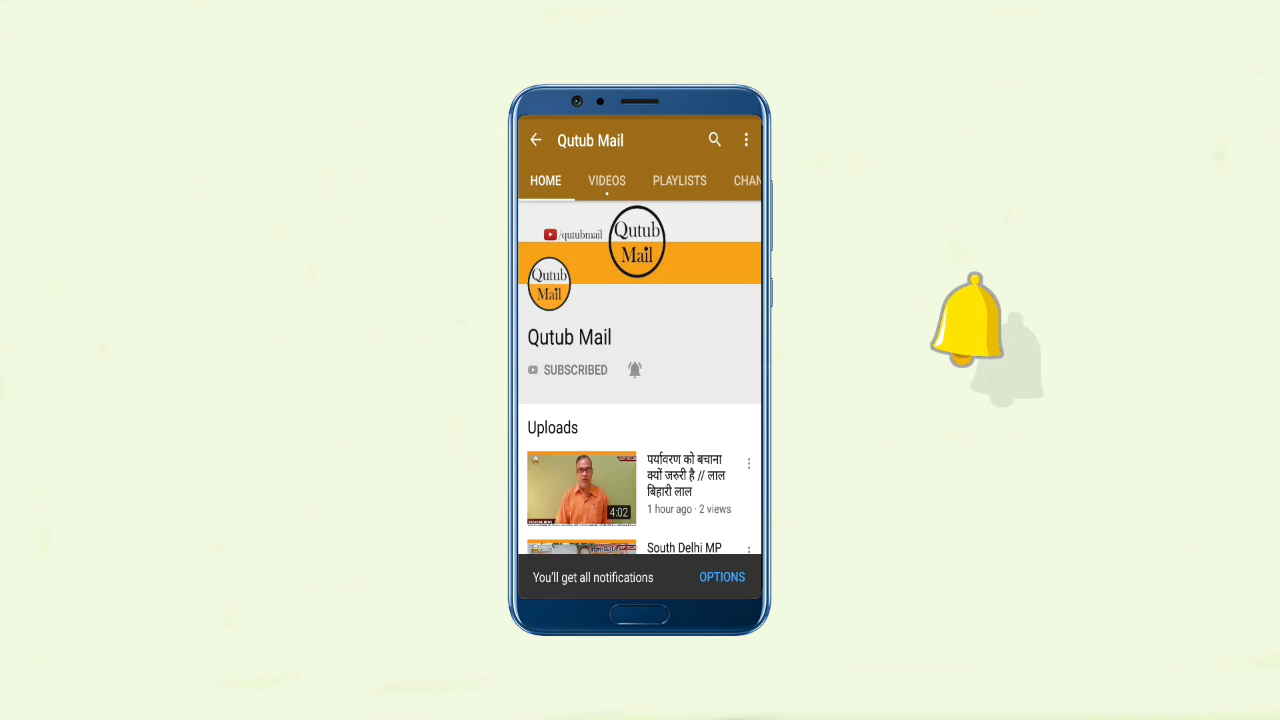 Qutub Mail
HOME VIDEOS PLAYLISTS CHAN
/qutubmail
Qutub
Mail
Qutub
Mail
Qutub Mail
SUBSCRIBED
Uploads
पर्यावरण को बचाना
क्यों जरुरी है // लाल
बिहारी लाल
4:02
1 hour ago · 2 views
South Delhi MP
You'll get all notifications OPTIONS